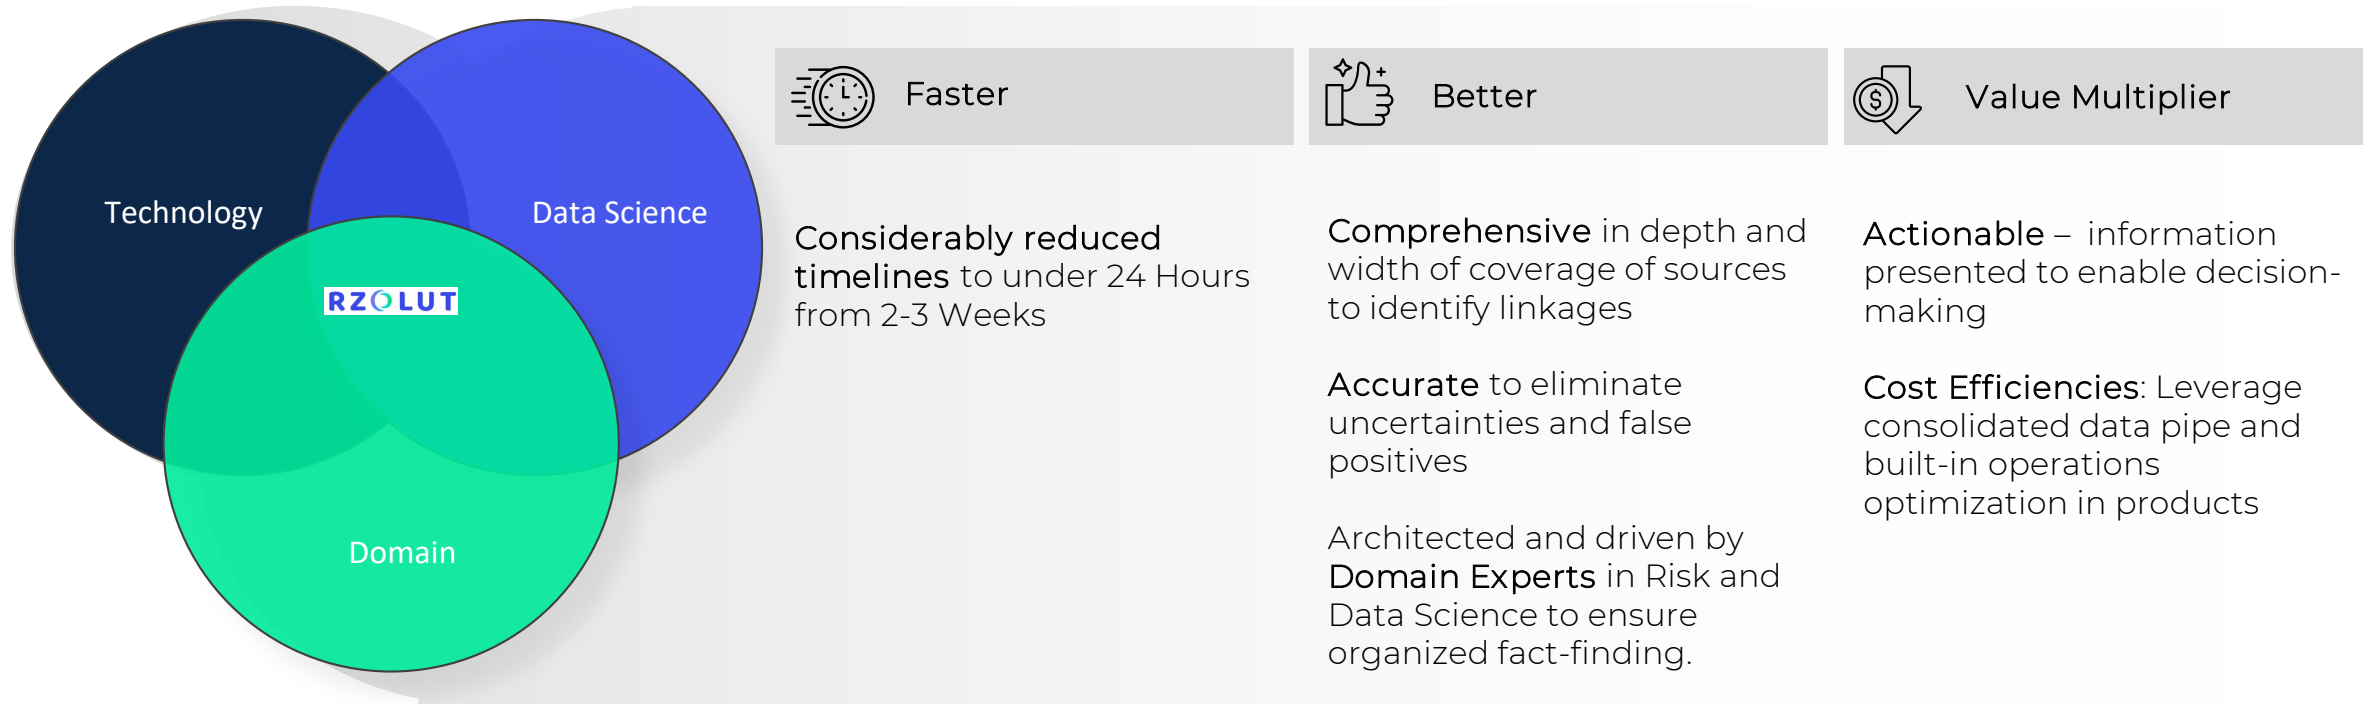 Technology
Data Science
RZOLUT
Domain
Faster
Considerably reduced
timelines to under 24 Hours
from 2-3 Weeks
Better
Comprehensive in depth and
width of coverage of sources
to identify linkages
Accurate to eliminate
uncertainties and false
positives
Architected and driven by
Domain Experts in Risk and
Data Science to ensure
organized fact-finding.
Value Multiplier
Actionable – information
presented to enable decision-
making
Cost Efficiencies: Leverage
consolidated data pipe and
built-in operations
optimization in products